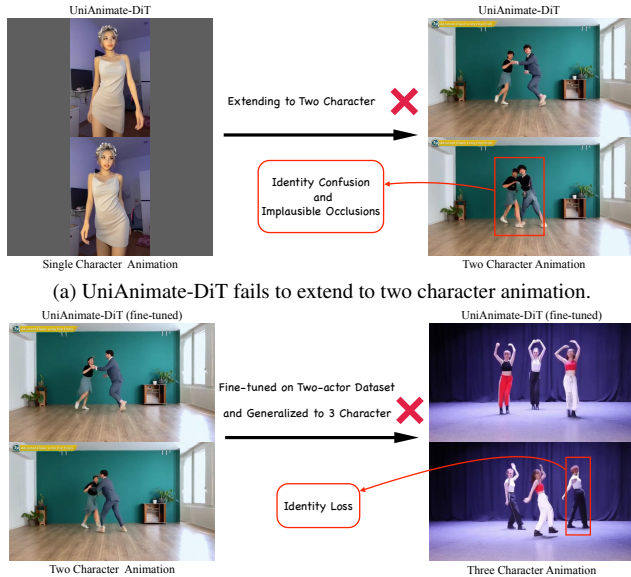 UniAnimate-DiT
UniAnimate-DiT
Extending to Two Character
Identity Confusion
and
Implausible Occlusions
Single Character Animation
Two Character Animation
(a) UniAnimate-DiT fails to extend to two character animation.
UniAnimate-DiT (fine-tuned)
UniAnimate-DiT (fine-tuned)
Fine-tuned on Two-actor Dataset
and Generalized to 3 Character
Identity Loss
Two Character Animation
Three Character Animation